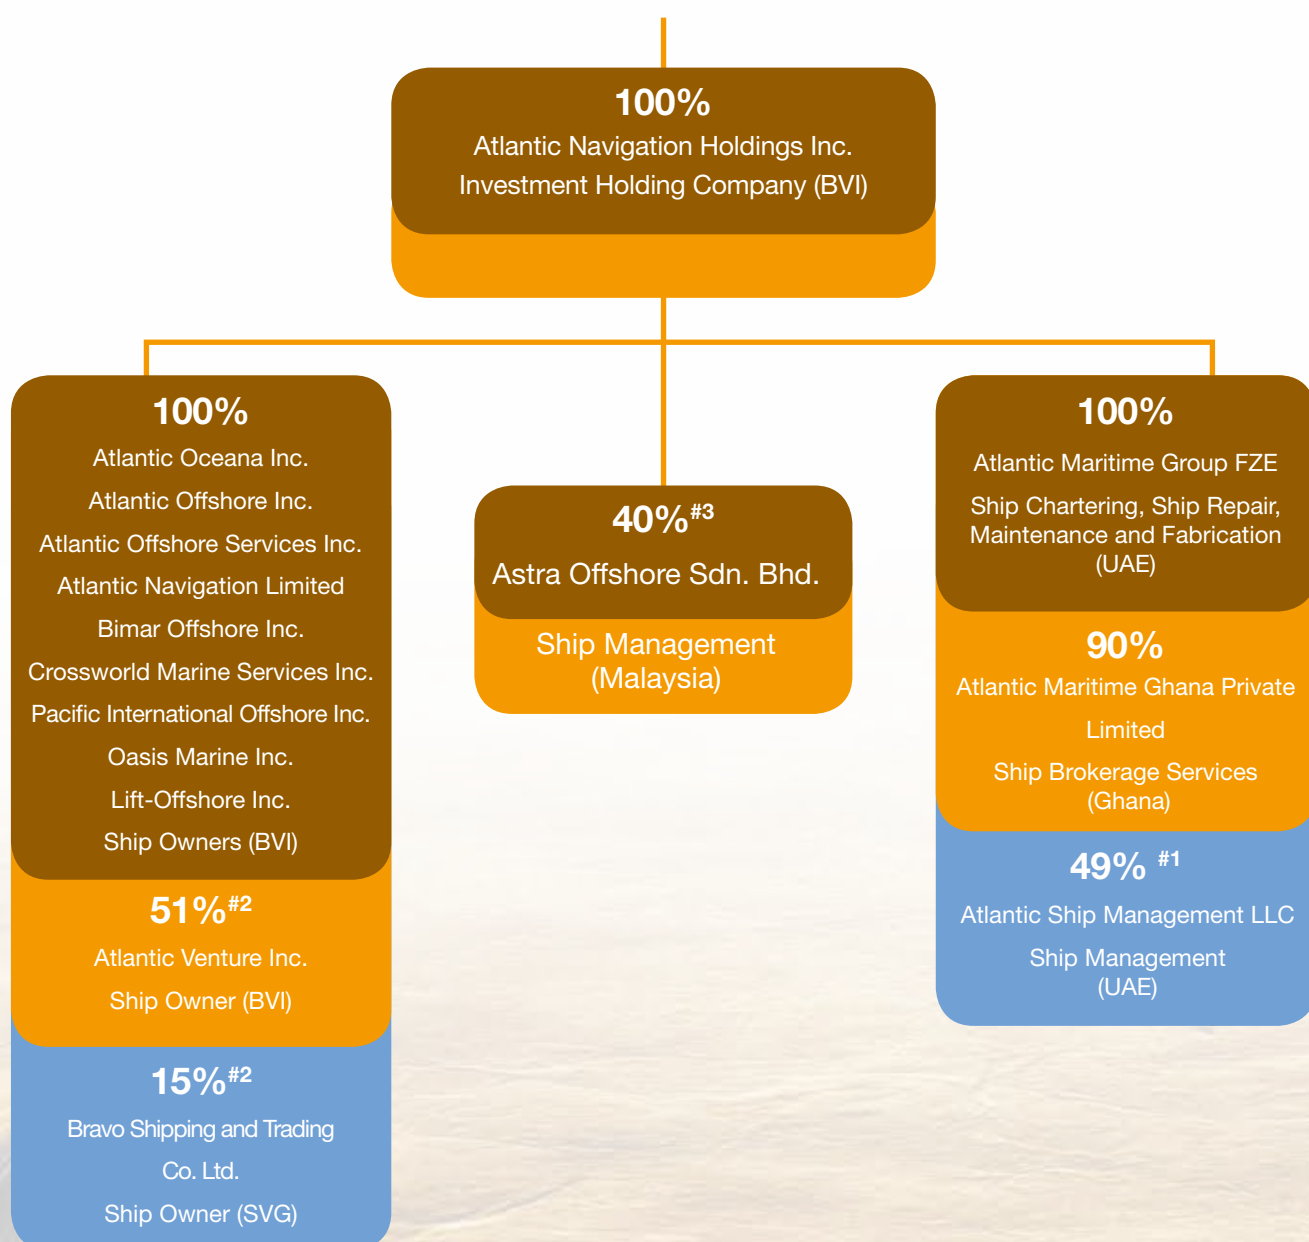 100%
Atlantic Navigation Holdings Inc.
Investment Holding Company (BVI)
100%
Atlantic Oceana Inc.
Atlantic Offshore Inc.
Atlantic Offshore Services Inc.
Atlantic Navigation Limited
Bimar Offshore Inc.
Crossworld Marine Services Inc.
Pacific International Offshore Inc.
Oasis Marine Inc.
Lift-Offshore Inc.
Ship Owners (BVI)
51%#2
Atlantic Venture Inc.
Ship Owner (BVI)
15%#2
Bravo Shipping and Trading
Co. Ltd.
Ship Owner (SVG)
40%#3
Astra Offshore Sdn. Bhd.
Ship Management
(Malaysia)
100%
Atlantic Maritime Group FZE
Ship Chartering, Ship Repair,
Maintenance and Fabrication
(UAE)
90%
Atlantic Maritime Ghana Private
Limited
Ship Brokerage Services
(Ghana)
49% #1
Atlantic Ship Management LLC
Ship Management
(UAE)